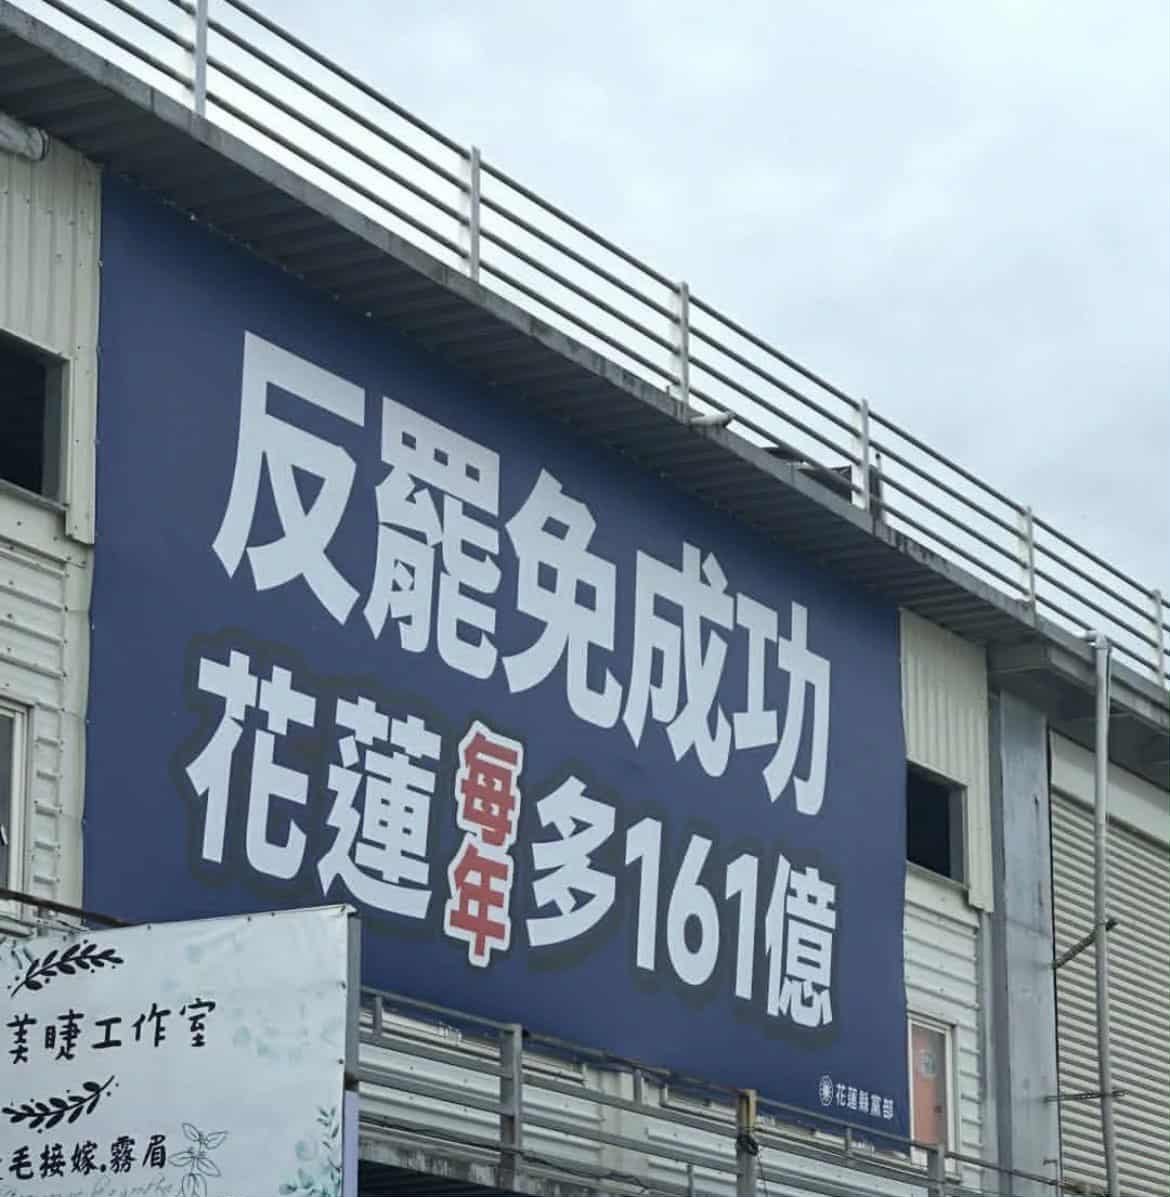 反罷免成功
花蓮每年多161億
花蓮縣黨部
美睫工作室
毛接嫁.霧眉